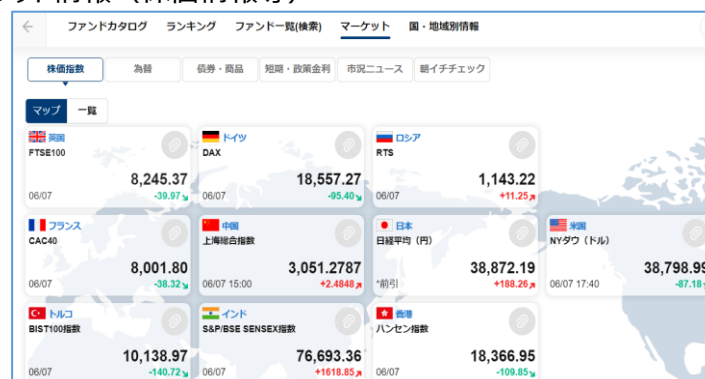 ファンドカタログ ランキング ファンド一覧(検索) マーケット 国・地域別情報
株価指数 為替 債券・商品 短期・政策金利 市況ニュース 朝イチチェック
マップ 一覧
英国
FTSE100
8,245.37
06/07 -39.97
ドイツ
DAX
18,557.27
06/07 -95.40
ロシア
RTS
1,143.22
06/07 +11.25
フランス
CAC40
8,001.80
06/07 -38.32
中国
上海総合指数
3,051.2787
06/07 15:00 +2.4848
日本
日経平均（円）
38,872.19
*前引 +188.26
米国
NYダウ（ドル）
38,798.99
06/07 17:40 -87.18
トルコ
BIST100指数
10,138.97
06/07 -140.72
インド
S&P/BSE SENSEX指数
76,693.36
06/07 +1618.85
香港
ハンセン指数
18,366.95
06/07 -109.85